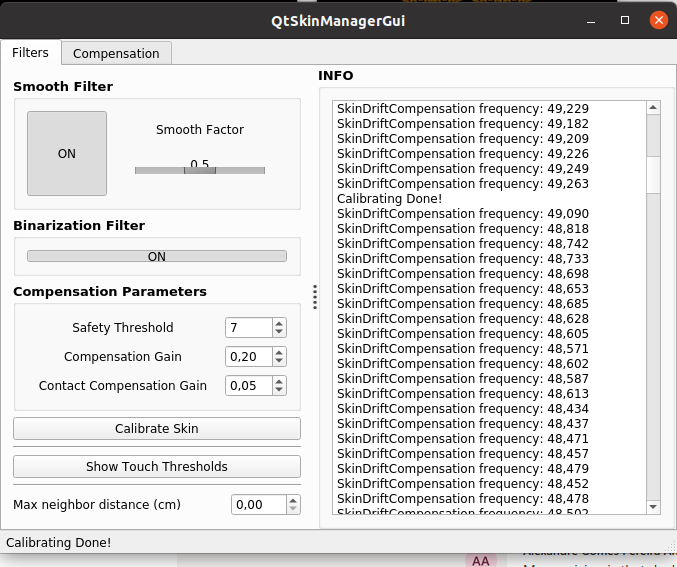 QtSkinManagerGui
Filters
Compensation
Smooth Filter
ON
Smooth Factor
0.5
Binarization Filter
ON
Compensation Parameters
Safety Threshold
7
Compensation Gain
0,20
Contact Compensation Gain
0,05
Calibrate Skin
Show Touch Thresholds
Max neighbor distance (cm)
0,00
INFO
SkinDriftCompensation frequency: 49,229
SkinDriftCompensation frequency: 49,182
SkinDriftCompensation frequency: 49,209
SkinDriftCompensation frequency: 49,226
SkinDriftCompensation frequency: 49,249
SkinDriftCompensation frequency: 49,263
Calibrating Done!
SkinDriftCompensation frequency: 49,090
SkinDriftCompensation frequency: 48,818
SkinDriftCompensation frequency: 48,742
SkinDriftCompensation frequency: 48,733
SkinDriftCompensation frequency: 48,698
SkinDriftCompensation frequency: 48,653
SkinDriftCompensation frequency: 48,685
SkinDriftCompensation frequency: 48,628
SkinDriftCompensation frequency: 48,605
SkinDriftCompensation frequency: 48,571
SkinDriftCompensation frequency: 48,602
SkinDriftCompensation frequency: 48,587
SkinDriftCompensation frequency: 48,613
SkinDriftCompensation frequency: 48,434
SkinDriftCompensation frequency: 48,437
SkinDriftCompensation frequency: 48,471
SkinDriftCompensation frequency: 48,457
SkinDriftCompensation frequency: 48,479
SkinDriftCompensation frequency: 48,452
SkinDriftCompensation frequency: 48,478
SkinDriftCompensation frequency: 48,502
Calibrating Done!
AA
Alexandre Gomes Pereira